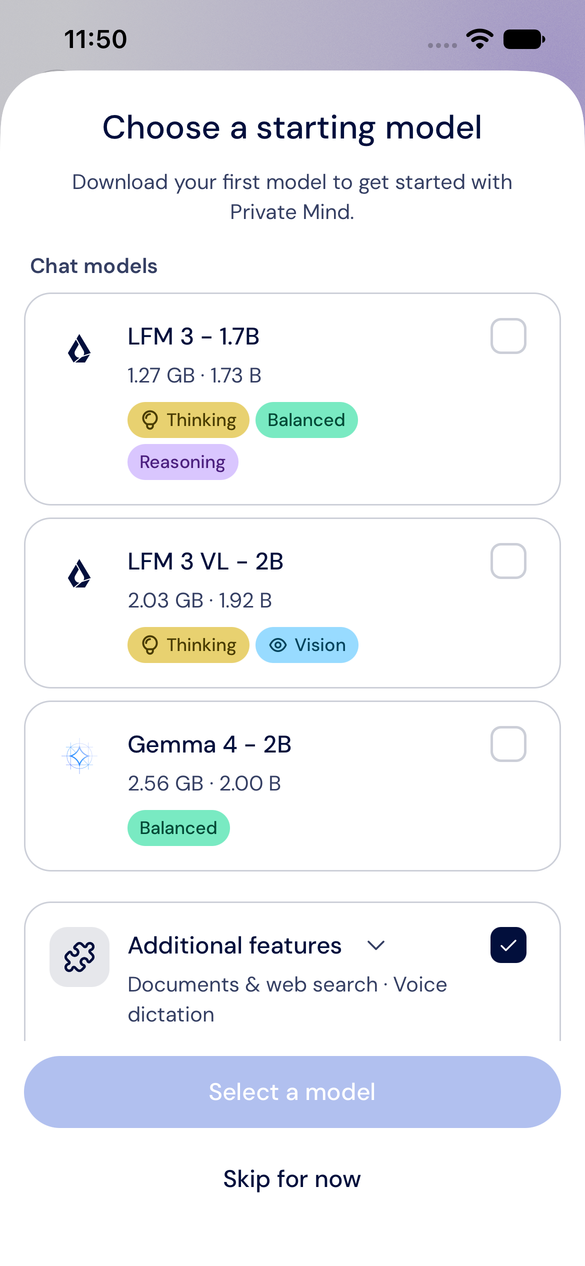 11:50
Choose a starting model
Download your first model to get started with
Private Mind.
Chat models
LFM 3 - 1.7B
1.27 GB · 1.73 B
Thinking
Balanced
Reasoning
LFM 3 VL - 2B
2.03 GB · 1.92 B
Thinking
Vision
Gemma 4 - 2B
2.56 GB · 2.00 B
Balanced
Additional features
Documents & web search · Voice
dictation
Select a model
Skip for now